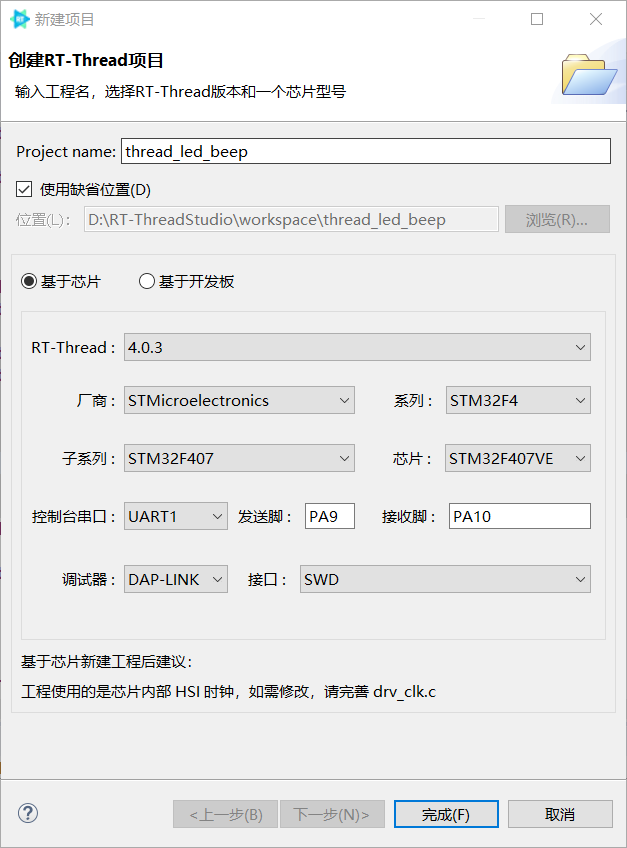 新建项目
创建RT-Thread项目
输入工程名，选择RT-Thread版本和一个芯片型号
Project name: thread_led_beep
使用缺省位置(D)
位置(L)： D:\RT-ThreadStudio\workspace\thread_led_beep 浏览(R)...
基于芯片 基于开发板
RT-Thread： 4.0.3
厂商： STMicroelectronics 系列： STM32F4
子系列： STM32F407 芯片： STM32F407VE
控制台串口： UART1 发送脚： PA9 接收脚： PA10
调试器： DAP-LINK 接口： SWD
基于芯片新建工程后建议：
工程使用的是芯片内部 HSI 时钟，如需修改，请完善 drv_clk.c
<上一步(B) 下一步(N)> 完成(F) 取消